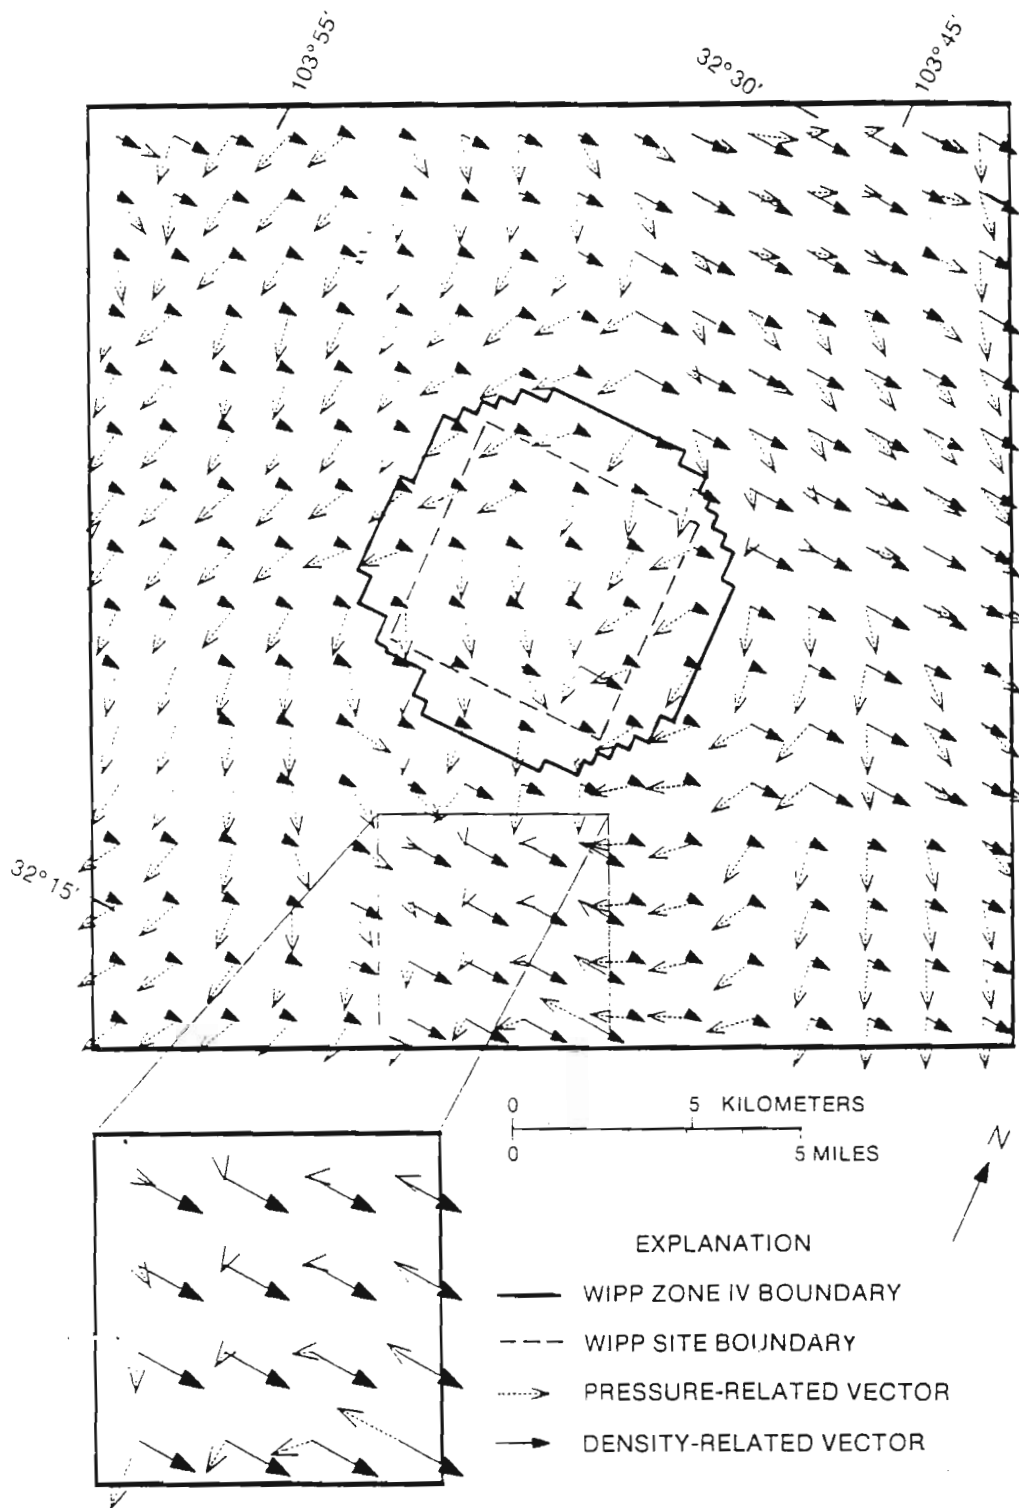 103°55'
32°30'
103°45'
32°15'
0 5 KILOMETERS
0 5 MILES
N
EXPLANATION
WIPP ZONE IV BOUNDARY
WIPP SITE BOUNDARY
PRESSURE-RELATED VECTOR
DENSITY-RELATED VECTOR